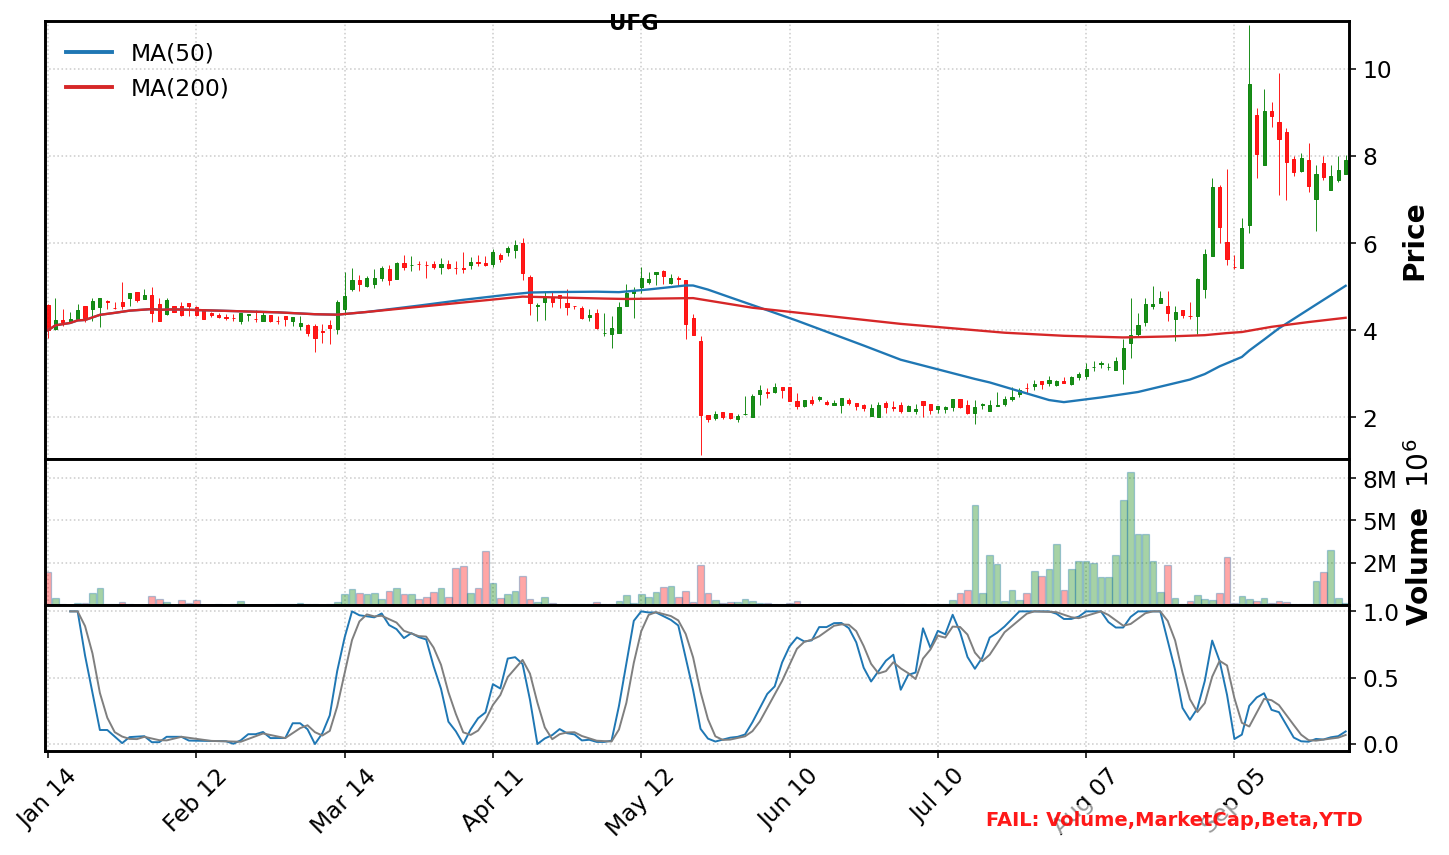 UFG
MA(50)
MA(200)
10
8
6
4
2
Price
8M
5M
2M
Volume 10^6
1.0
0.5
0.0
Jan 14
Feb 12
Mar 14
Apr 11
May 12
Jun 10
Jul 10
Aug 07
Sep 05
FAIL: Volume,MarketCap,Beta,YTD